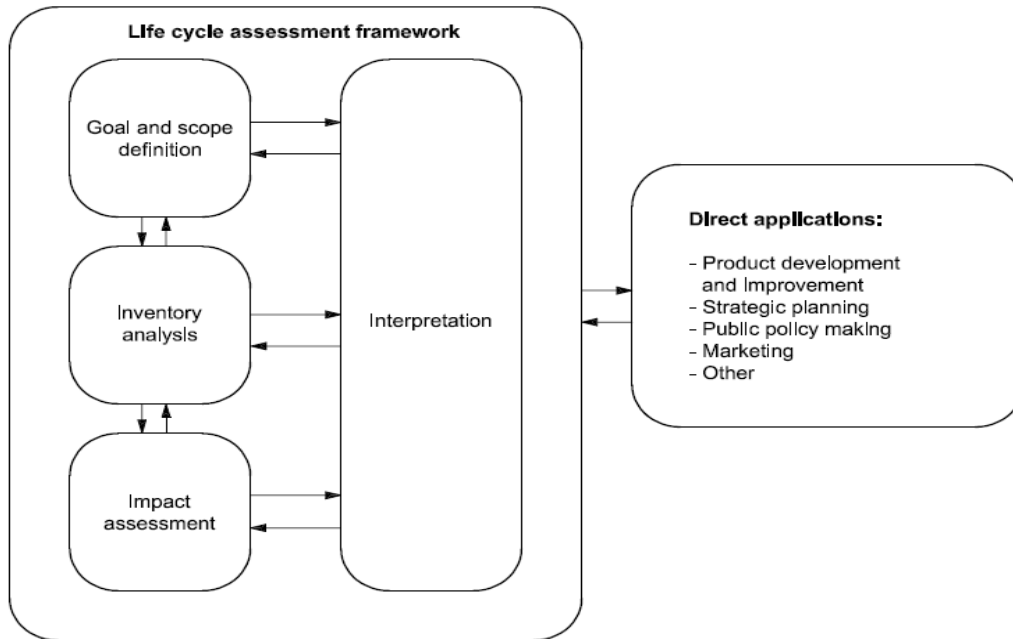 Life cycle assessment framework
Goal and scope
definition
Inventory
analysis
Impact
assessment
Interpretation
Direct applications:
- Product development
and Improvement
- Strategic planning
- Public policy making
- Marketing
- Other